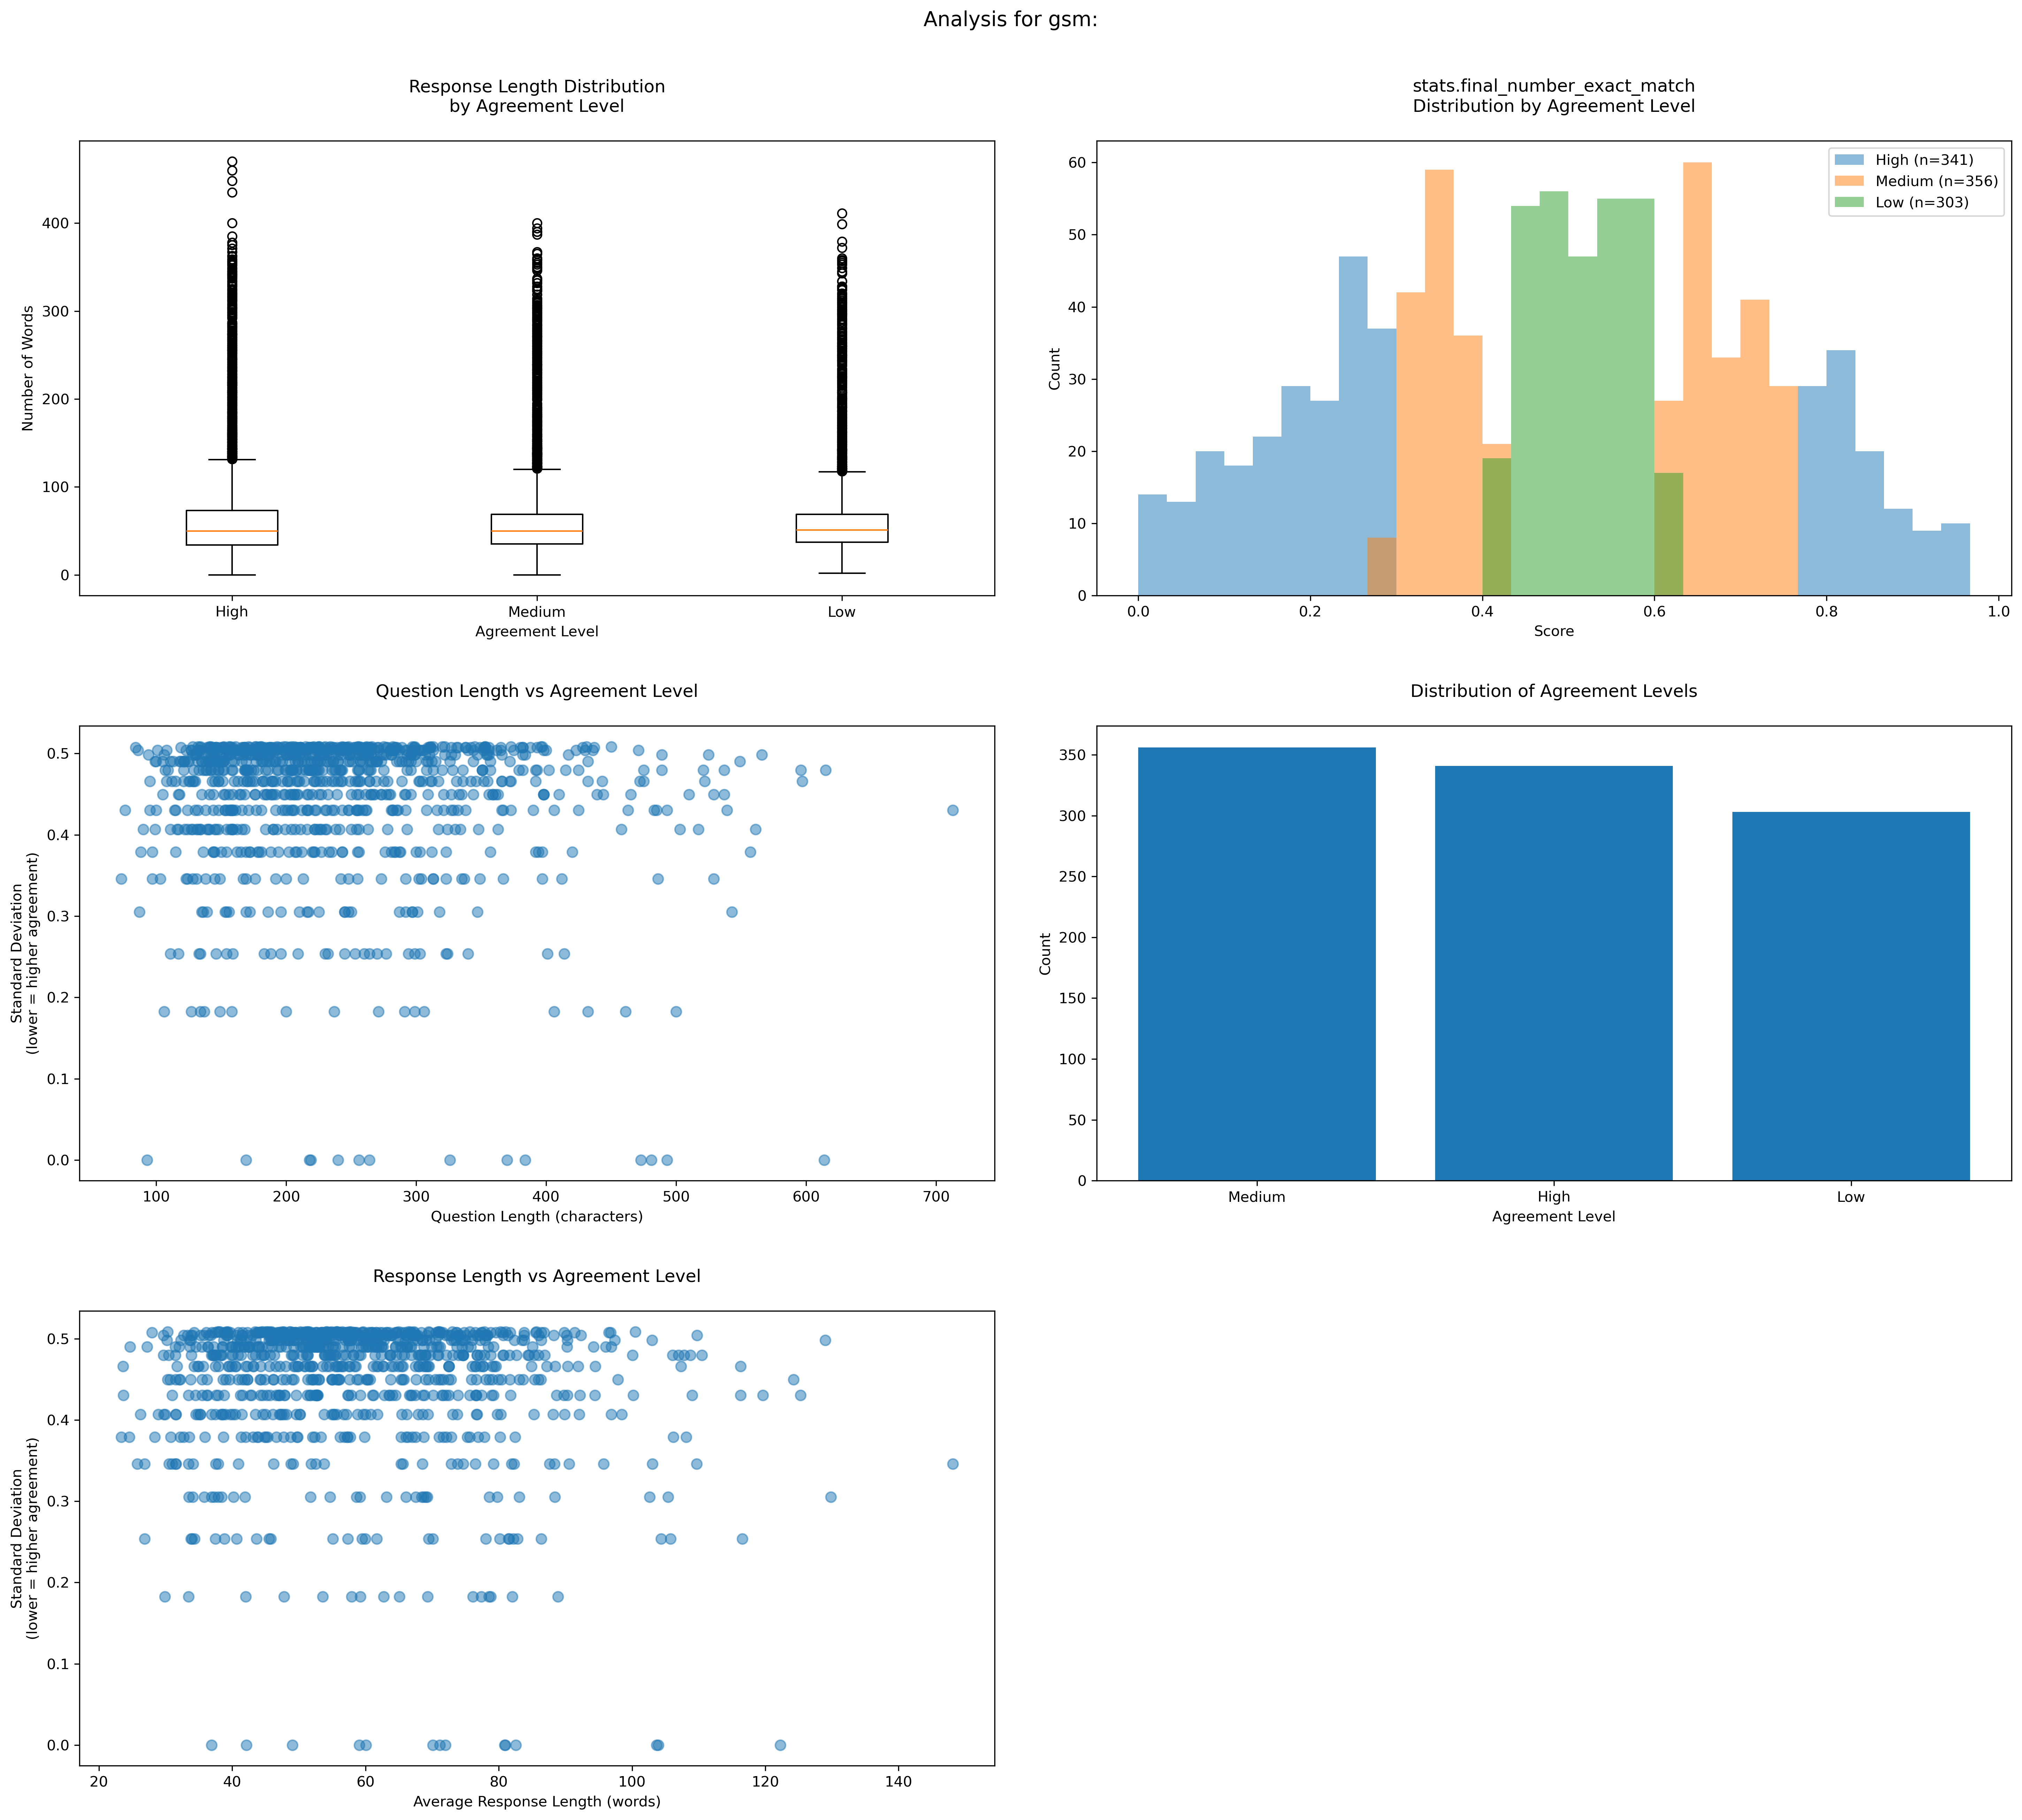 Analysis for gsm:
Response Length Distribution
by Agreement Level
Number of Words
400
300
200
100
0
High
Medium
Low
Agreement Level
stats.final_number_exact_match
Distribution by Agreement Level
High (n=341)
Medium (n=356)
Low (n=303)
Count
60
50
40
30
20
10
0
0.0
0.2
0.4
0.6
0.8
1.0
Score
Question Length vs Agreement Level
Standard Deviation
(lower = higher agreement)
0.5
0.4
0.3
0.2
0.1
0.0
100
200
300
400
500
600
700
Question Length (characters)
Distribution of Agreement Levels
Count
350
300
250
200
150
100
50
0
Medium
High
Low
Agreement Level
Response Length vs Agreement Level
Standard Deviation
(lower = higher agreement)
0.5
0.4
0.3
0.2
0.1
0.0
20
40
60
80
100
120
140
Average Response Length (words)